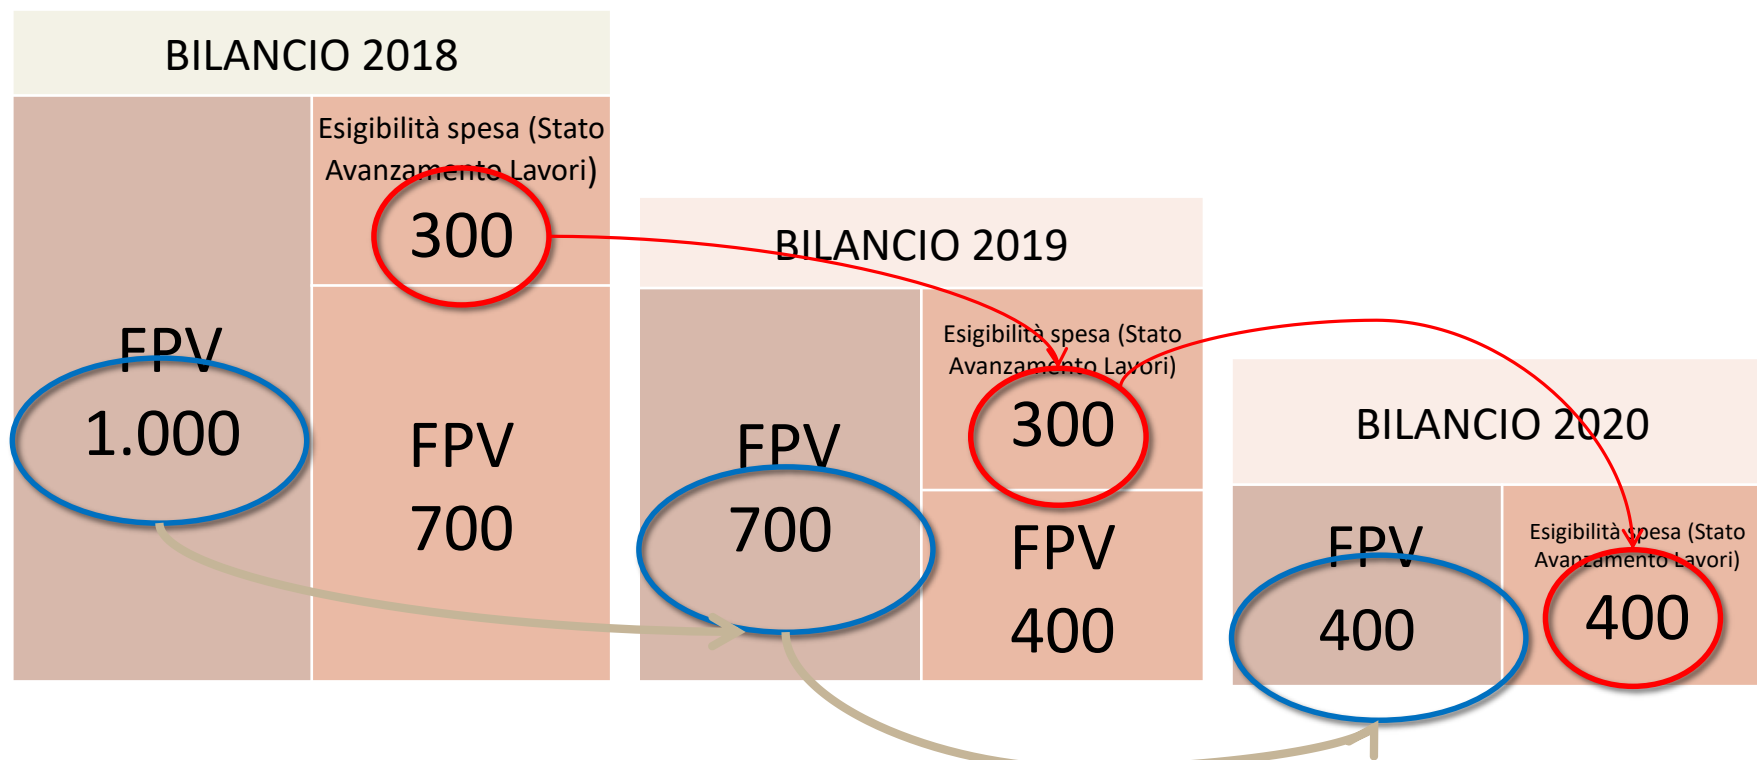 BILANCIO 2018
FPV
1.000
Esigibilità spesa (Stato
Avanzamento Lavori)
300
FPV
700
BILANCIO 2019
FPV
700
Esigibilità spesa (Stato
Avanzamento Lavori)
300
FPV
400
BILANCIO 2020
FPV
400
Esigibilità spesa (Stato
Avanzamento Lavori)
400